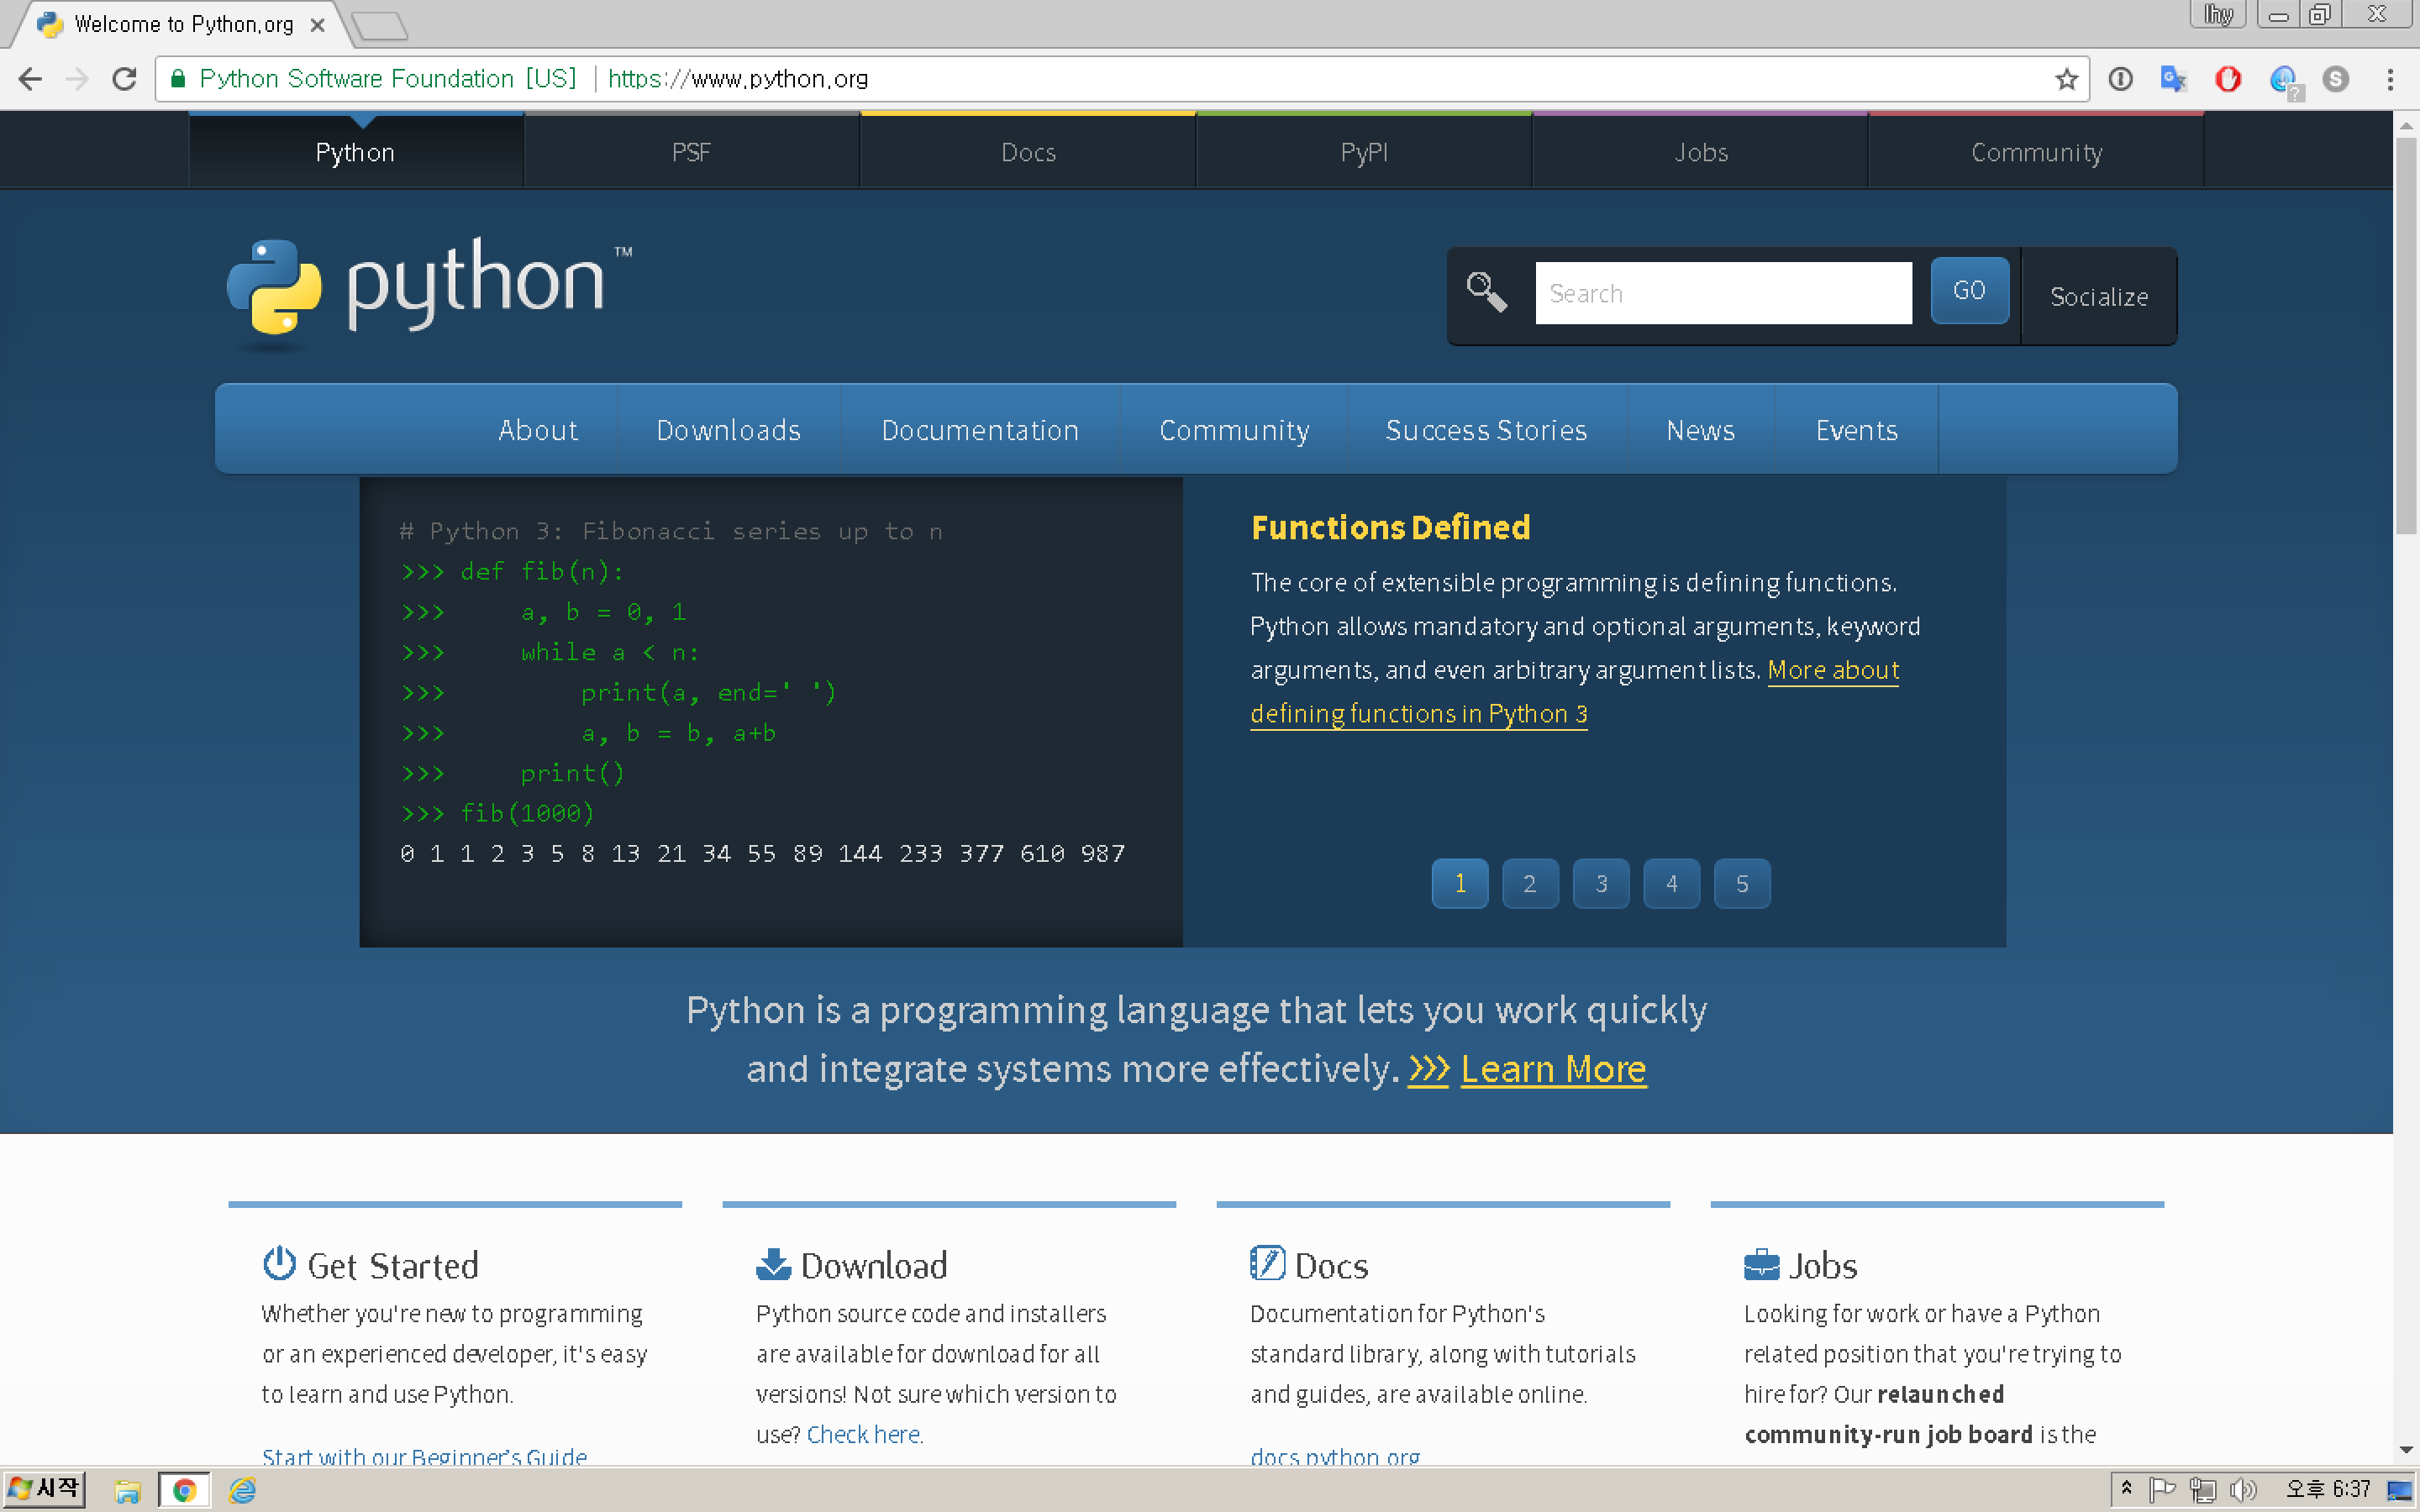 Welcome to Python.org
lhy
Python Software Foundation [US] | https://www.python.org
Python PSF Docs PyPI Jobs Community
python™
Search GO Socialize
About Downloads Documentation Community Success Stories News Events
# Python 3: Fibonacci series up to n
>>> def fib(n):
>>>     a, b = 0, 1
>>>     while a < n:
>>>         print(a, end=' ')
>>>         a, b = b, a+b
>>>     print()
>>> fib(1000)
0 1 1 2 3 5 8 13 21 34 55 89 144 233 377 610 987
Functions Defined
The core of extensible programming is defining functions.
Python allows mandatory and optional arguments, keyword
arguments, and even arbitrary argument lists. More about
defining functions in Python 3
1 2 3 4 5
Python is a programming language that lets you work quickly
and integrate systems more effectively. >>> Learn More
Get Started
Whether you're new to programming
or an experienced developer, it's easy
to learn and use Python.
Start with our Beginner's Guide
Download
Python source code and installers
are available for download for all
versions! Not sure which version to
use? Check here.
Docs
Documentation for Python's
standard library, along with tutorials
and guides, are available online.
docs.python.org
Jobs
Looking for work or have a Python
related position that you're trying to
hire for? Our relaunched
community-run job board is the
시작
오후 6:37